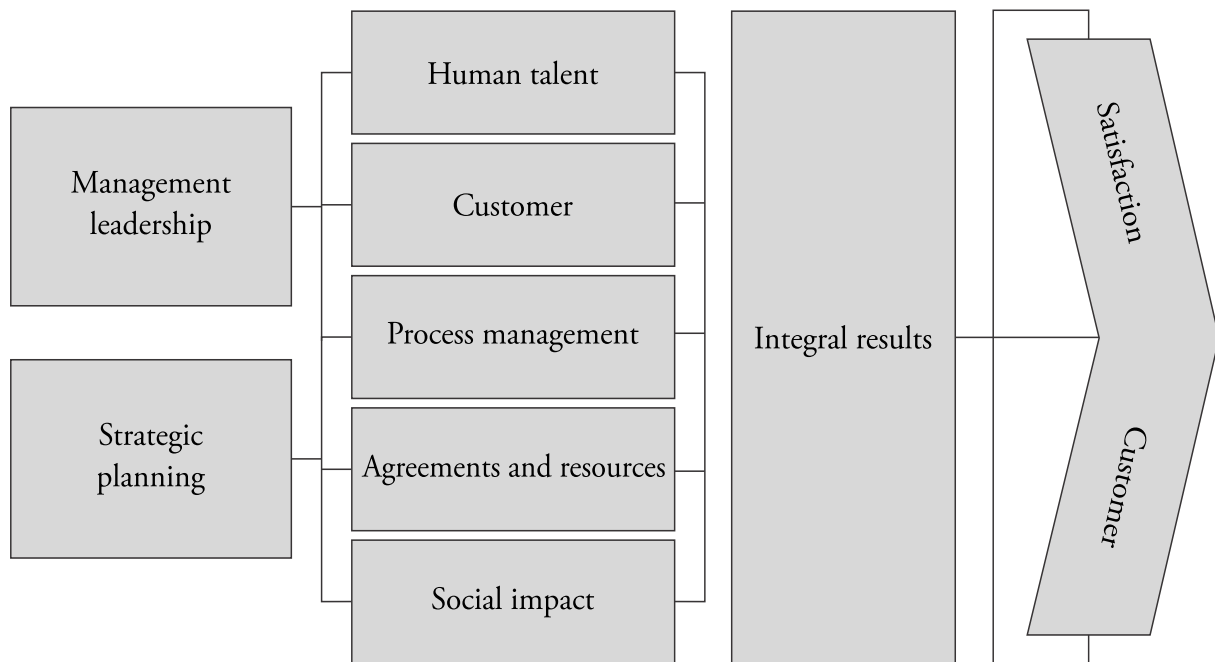 Management
leadership
Strategic
planning
Human talent
Customer
Process management
Agreements and resources
Social impact
Integral results
Satisfaction
Customer